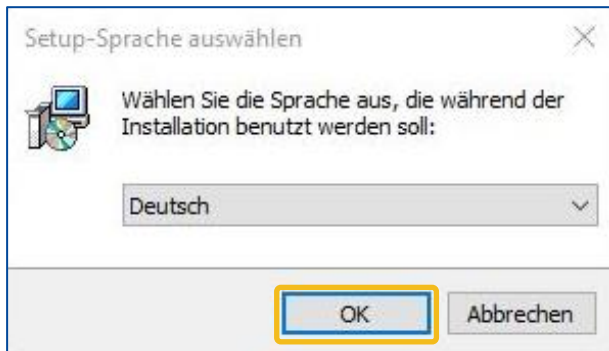 Setup-Sprache auswählen
Wählen Sie die Sprache aus, die während der
Installation benutzt werden soll:
Deutsch
OK
Abbrechen